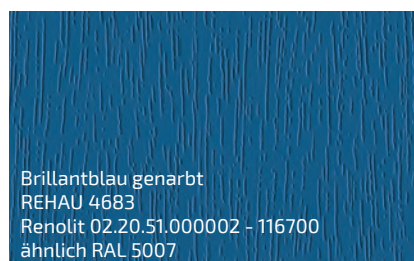 Brillantblau genarbt
REHAU 4683
Renolit 02.20.51.000002 - 116700
ähnlich RAL 5007